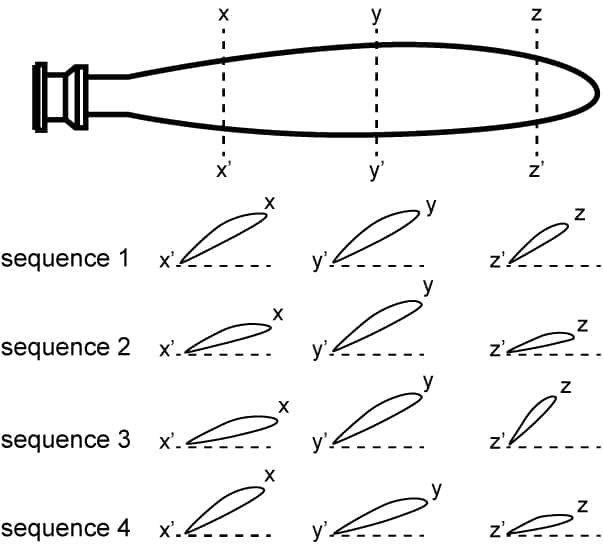 x y z
x' y' z'
x y z
sequence 1 x' y' z'
x y z
sequence 2 x' y' z'
x y z
sequence 3 x' y' z'
x y z
sequence 4 x' y' z'